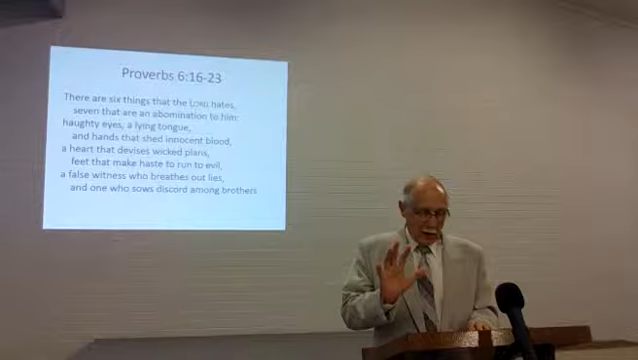 Proverbs 6:16-23
There are six things that the LORD hates,
seven that are an abomination to him:
haughty eyes, a lying tongue,
and hands that shed innocent blood,
a heart that devises wicked plans,
feet that make haste to run to evil,
a false witness who breathes out lies,
and one who sows discord among brothers